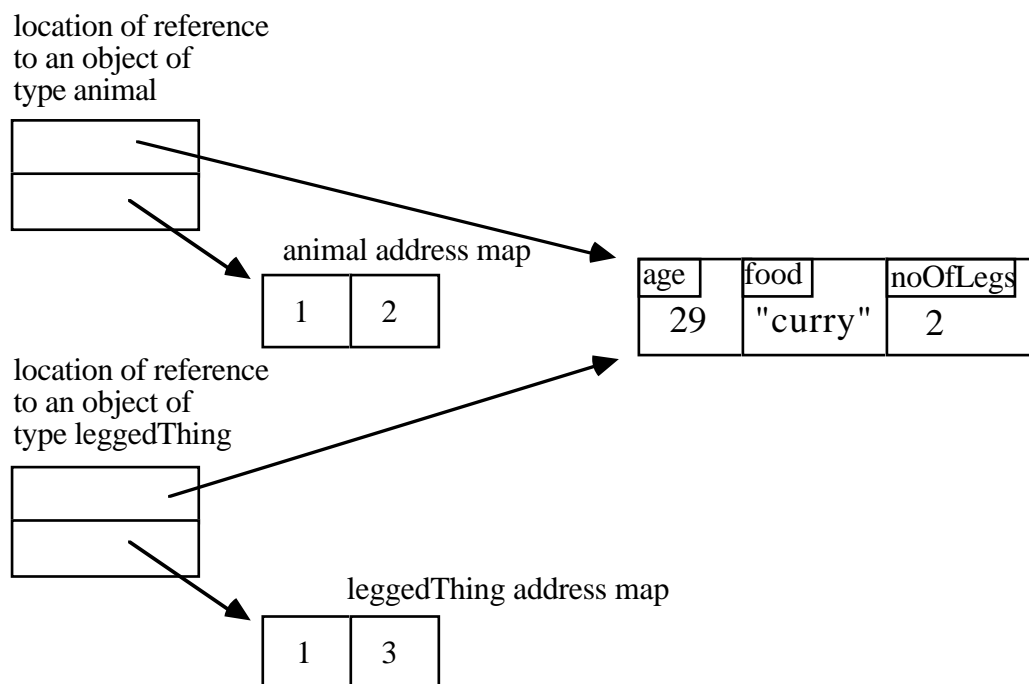 location of reference
to an object of
type animal
animal address map
1 2
age food noOfLegs
29 "curry" 2
location of reference
to an object of
type leggedThing
leggedThing address map
1 3